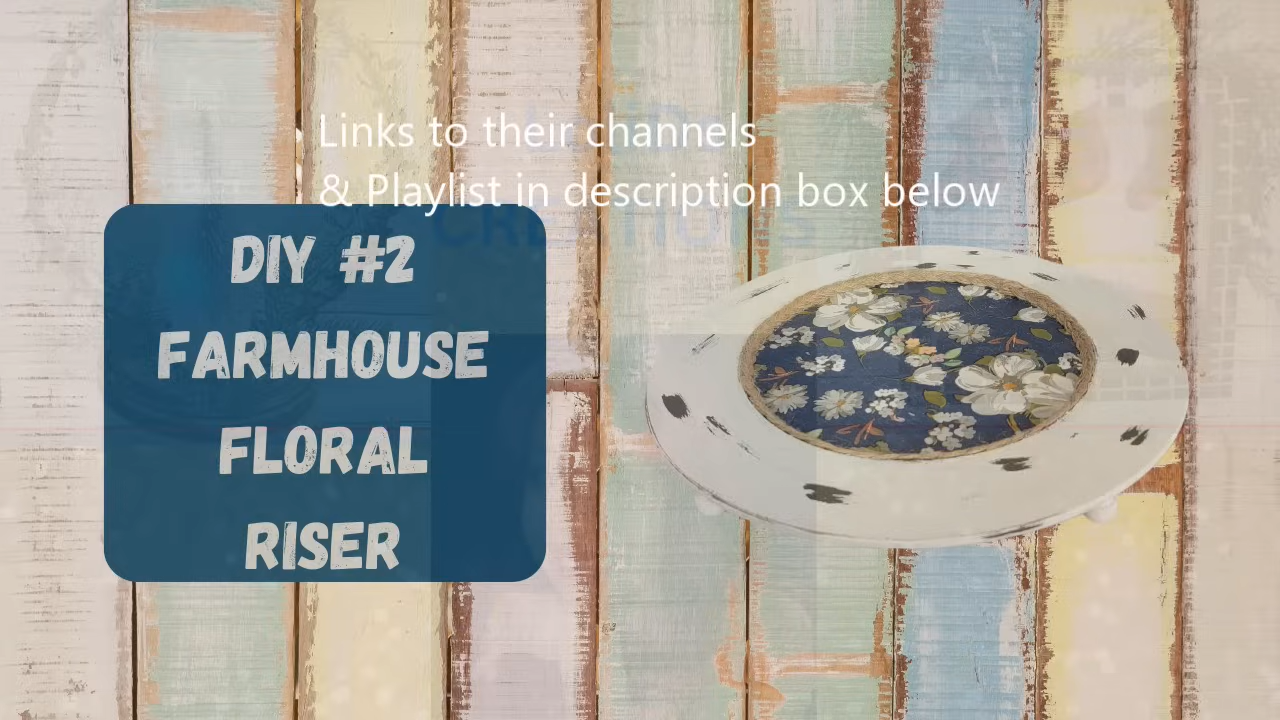 Links to their channels
& Playlist in description box below
DIY #2
FARMHOUSE
FLORAL
RISER